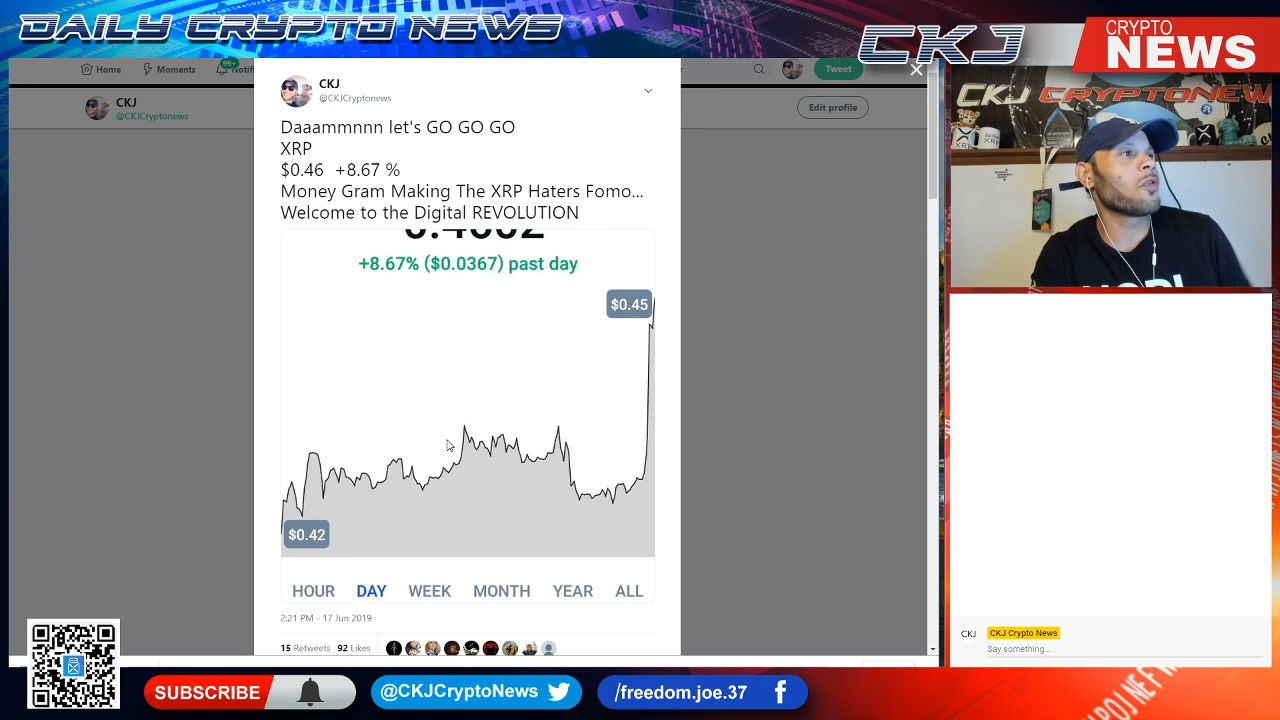 DAILY CRYPTO NEWS
CKJ
CRYPTO
NEWS
Home
Moments
99+
Notifi
Tweet
CKJ
@CKJCryptonews
Edit profile
CKJ
@CKJCryptonews
Daaammnnn let's GO GO GO
XRP
$0.46 +8.67 %
Money Gram Making The XRP Haters Fomo...
Welcome to the Digital REVOLUTION
+8.67% ($0.0367) past day
$0.45
$0.42
HOUR DAY WEEK MONTH YEAR ALL
2:21 PM - 17 Jun 2019
15 Retweets 92 Likes
CKJ CRYPTONEW
XRP
CKJ CKJ Crypto News
Say something...
SUBSCRIBE
@CKJCryptoNews
/freedom.joe.37